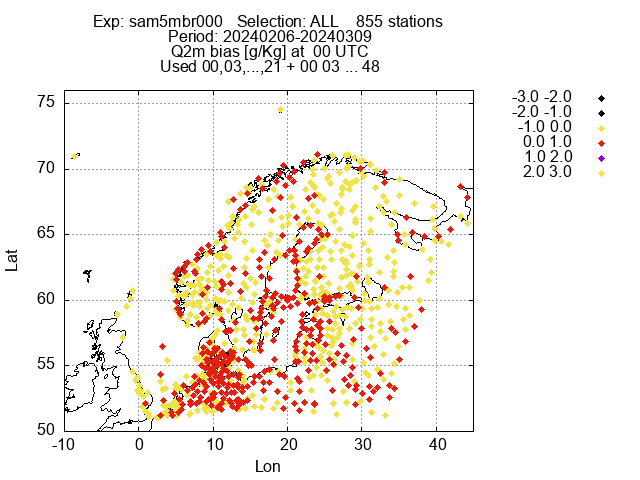 Exp: sam5mbr000   Selection: ALL    855 stations
Period: 20240206-20240309
Q2m bias [g/Kg] at  00 UTC
Used 00,03,...,21 + 00 03 ... 48
-3.0 -2.0
-2.0 -1.0
-1.0 0.0
0.0 1.0
1.0 2.0
2.0 3.0
75
70
65
60
55
50
Lat
-10 0 10 20 30 40
Lon